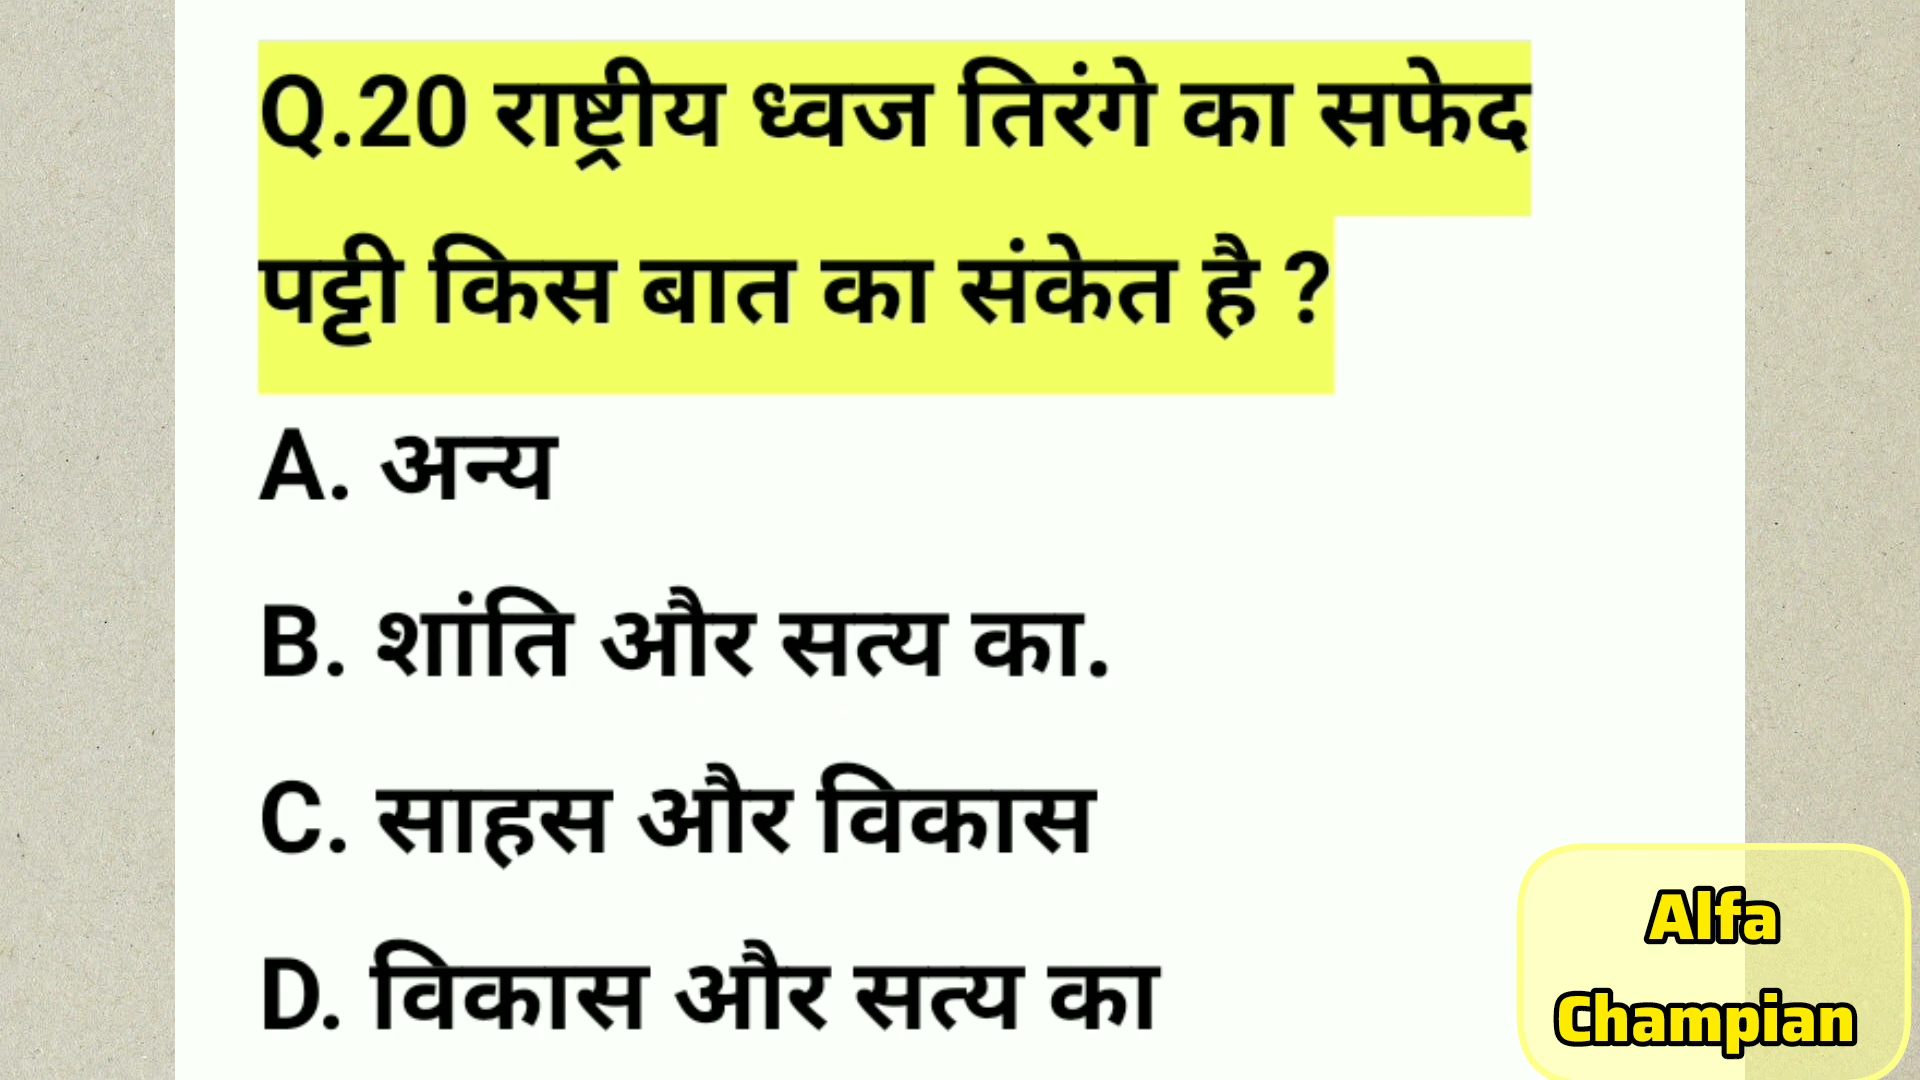 Q.20 राष्ट्रीय ध्वज तिरंगे का सफेद
पट्टी किस बात का संकेत है ?
A. अन्य
B. शांति और सत्य का.
C. साहस और विकास
D. विकास और सत्य का
Alfa
Champian